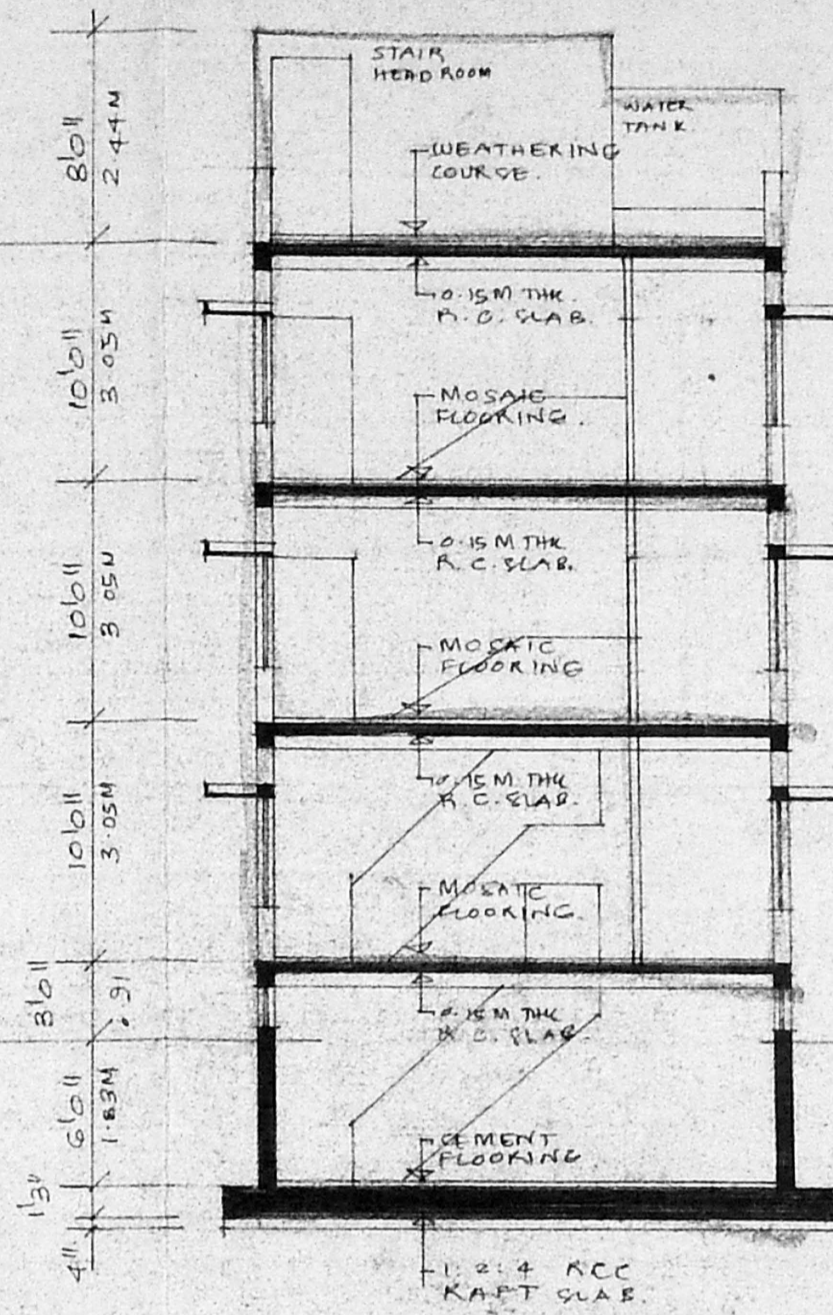 STAIR
HEAD ROOM
WATER
TANK
WEATHERING
COURSE.
0.15M THK.
R.C. SLAB.
MOSAIC
FLOORING.
0.15M THK
R.C. SLAB.
MOSAIC
FLOORING
0.15M THK
R.C. SLAB.
MOSAIC
FLOORING.
0.15M THK
R.C. SLAB.
CEMENT
FLOORING
1:2:4 RCC
RAFT SLAB.
8'0"
2.44M
10'0"
3.05M
10'0"
3.05M
10'0"
3.05M
3'0"
.91
6'0"
1.83M
1'3"
4"